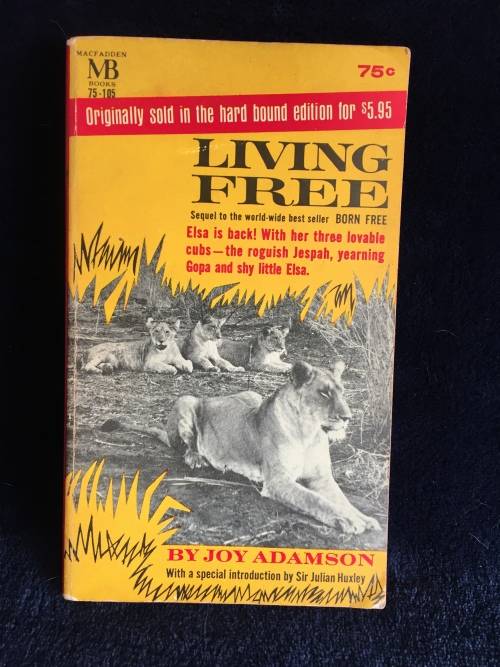 MACFADDEN
MB
BOOKS
75-105
75c
Originally sold in the hard bound edition for $5.95
LIVING
FREE
Sequel to the world-wide best seller BORN FREE
Elsa is back! With her three lovable
cubs—the roguish Jespah, yearning
Gopa and shy little Elsa.
BY JOY ADAMSON
With a special introduction by Sir Julian Huxley